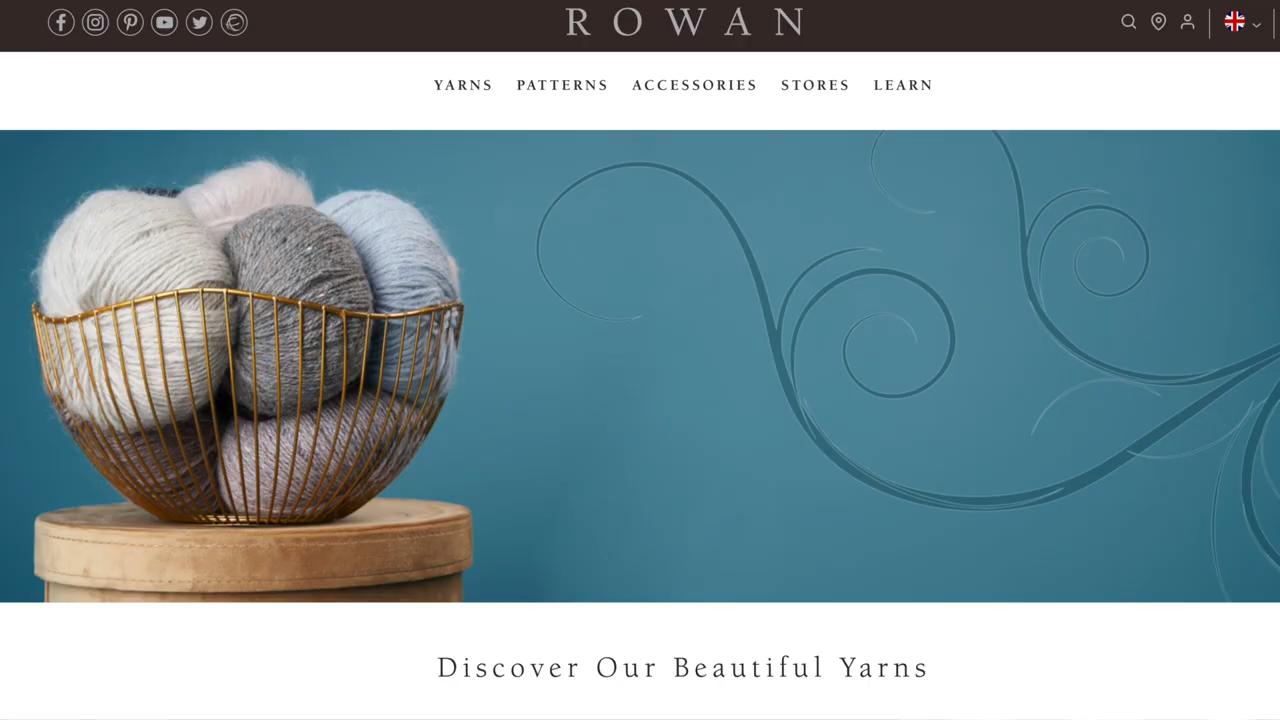 ROWAN
YARNS PATTERNS ACCESSORIES STORES LEARN
Discover Our Beautiful Yarns